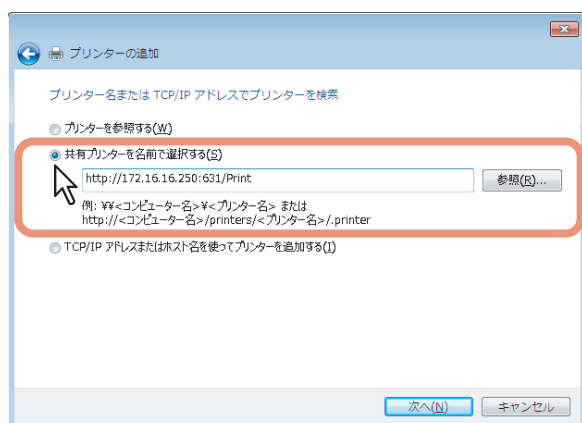 プリンターの追加
プリンター名または TCP/IP アドレスでプリンターを検索
プリンターを参照する(W)
共有プリンターを名前で選択する(S)
http://172.16.16.250:631/Print
参照(R)...
例: ¥¥<コンピューター名>¥<プリンター名> または
http://<コンピューター名>/printers/<プリンター名>/.printer
TCP/IP アドレスまたはホスト名を使ってプリンターを追加する(I)
次へ(N)
キャンセル